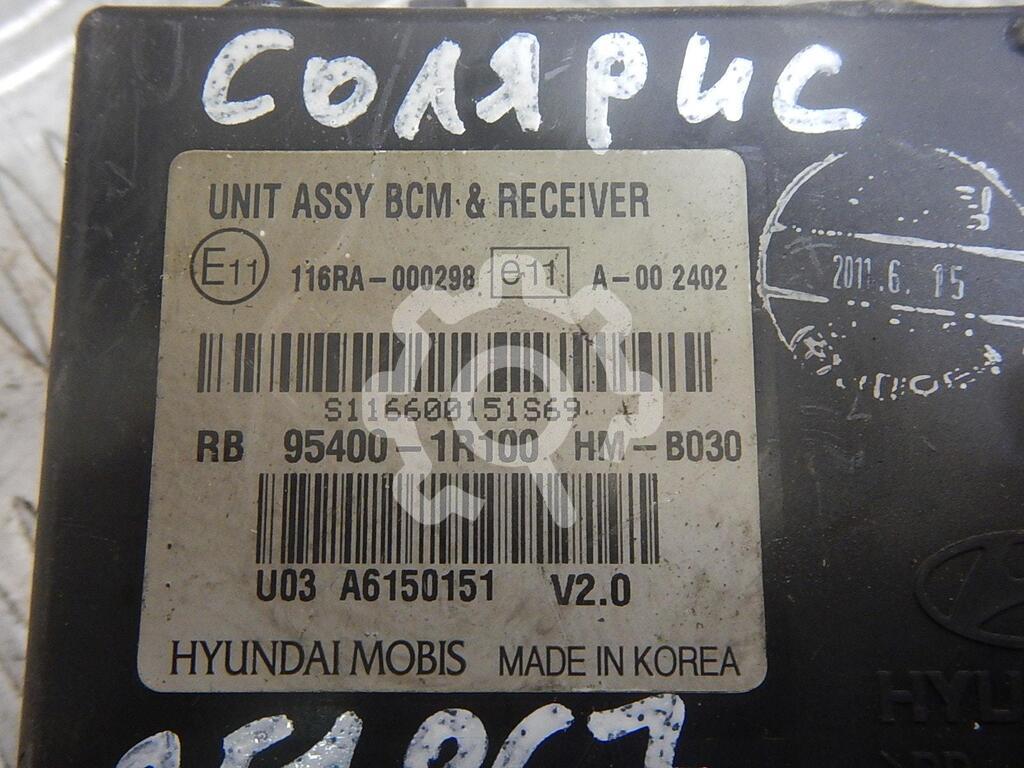 СОЛЯРИС
UNIT ASSY BCM & RECEIVER
E11 116RA-000298 e11 A-00 2402
2011.6.15
S116600151S69
RB 95400-1R100 HM-B030
U03 A6150151 V2.0
HYUNDAI MOBIS MADE IN KOREA